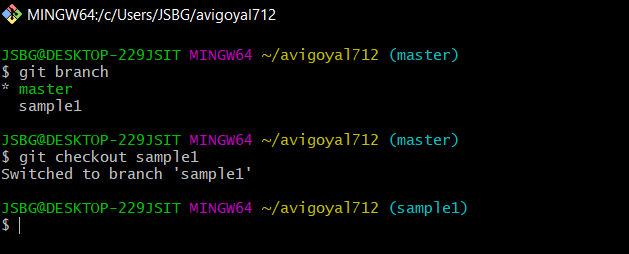 MINGW64:/c/Users/JSBG/avigoyal712
JSBG@DESKTOP-229JSIT MINGW64 ~/avigoyal712 (master)
$ git branch
* master
  sample1
JSBG@DESKTOP-229JSIT MINGW64 ~/avigoyal712 (master)
$ git checkout sample1
Switched to branch 'sample1'
JSBG@DESKTOP-229JSIT MINGW64 ~/avigoyal712 (sample1)
$